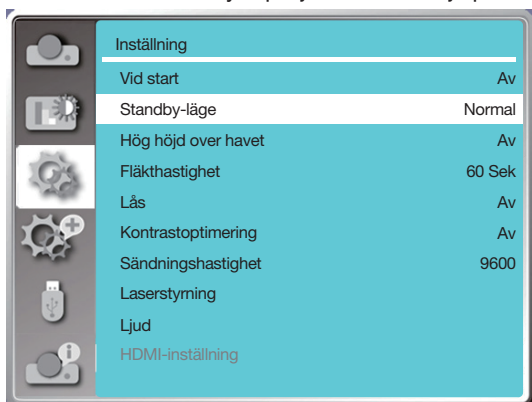 Inställning
Vid start Av
Standby-läge Normal
Hög höjd over havet Av
Fläkthastighet 60 Sek
Lås Av
Kontrastoptimering Av
Sändningshastighet 9600
Laserstyrning
Ljud
HDMI-inställning